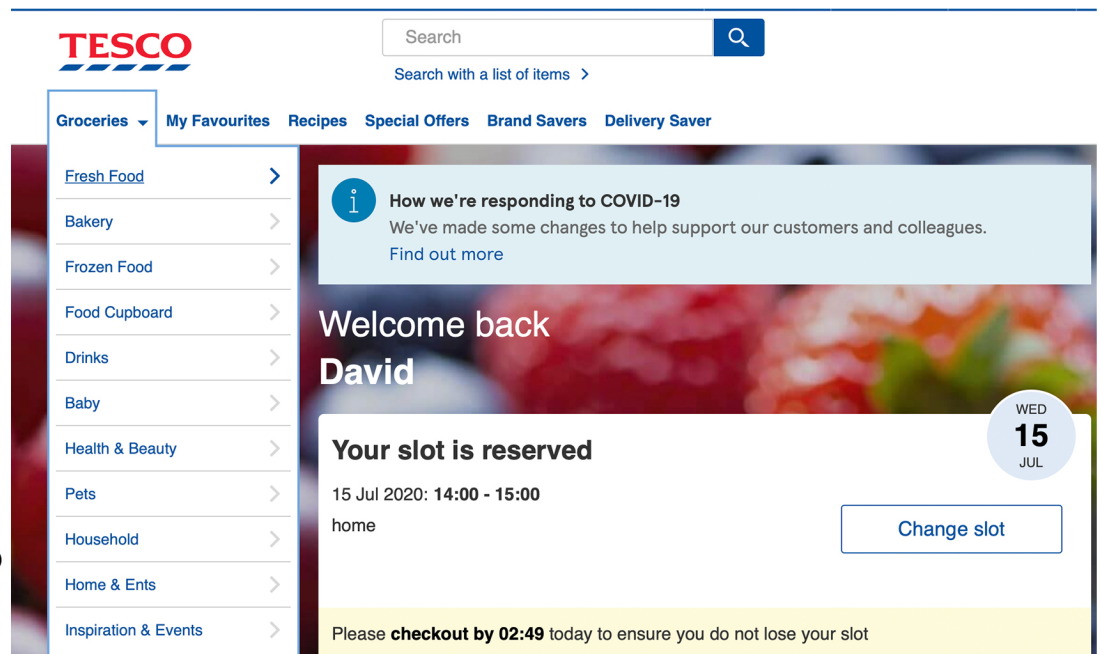 TESCO
Search
Search with a list of items
Groceries
My Favourites
Recipes
Special Offers
Brand Savers
Delivery Saver
Fresh Food
Bakery
Frozen Food
Food Cupboard
Drinks
Baby
Health & Beauty
Pets
Household
Home & Ents
Inspiration & Events
How we're responding to COVID-19
We've made some changes to help support our customers and colleagues.
Find out more
Welcome back
David
WED
15
JUL
Your slot is reserved
15 Jul 2020: 14:00 - 15:00
home
Change slot
Please checkout by 02:49 today to ensure you do not lose your slot